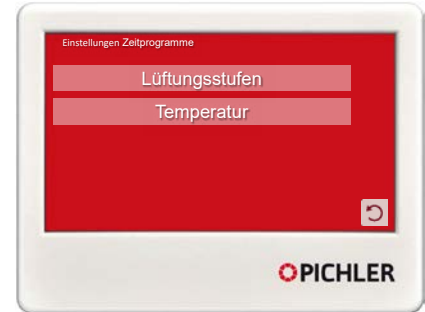 Einstellungen Zeitprogramme
Lüftungsstufen
Temperatur
PICHLER